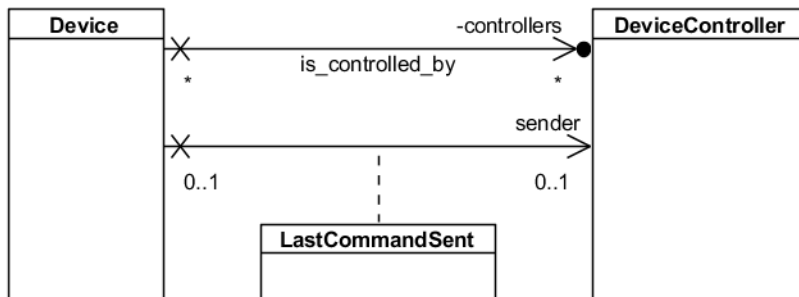 Device
-controllers
DeviceController
is_controlled_by
*
*
sender
0..1
0..1
LastCommandSent